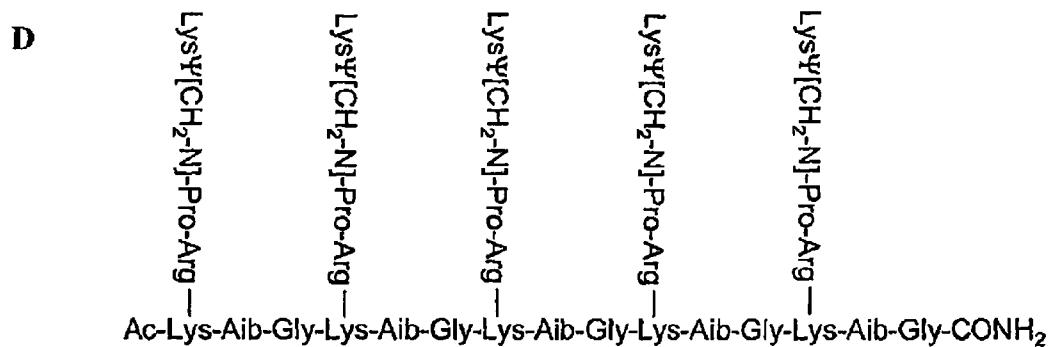 D
LysΨ[CH₂-N]-Pro-Arg
LysΨ[CH₂-N]-Pro-Arg
LysΨ[CH₂-N]-Pro-Arg
LysΨ[CH₂-N]-Pro-Arg
LysΨ[CH₂-N]-Pro-Arg
Ac-Lys-Aib-Gly-Lys-Aib-Gly-Lys-Aib-Gly-Lys-Aib-Gly-Lys-Aib-Gly-CONH₂